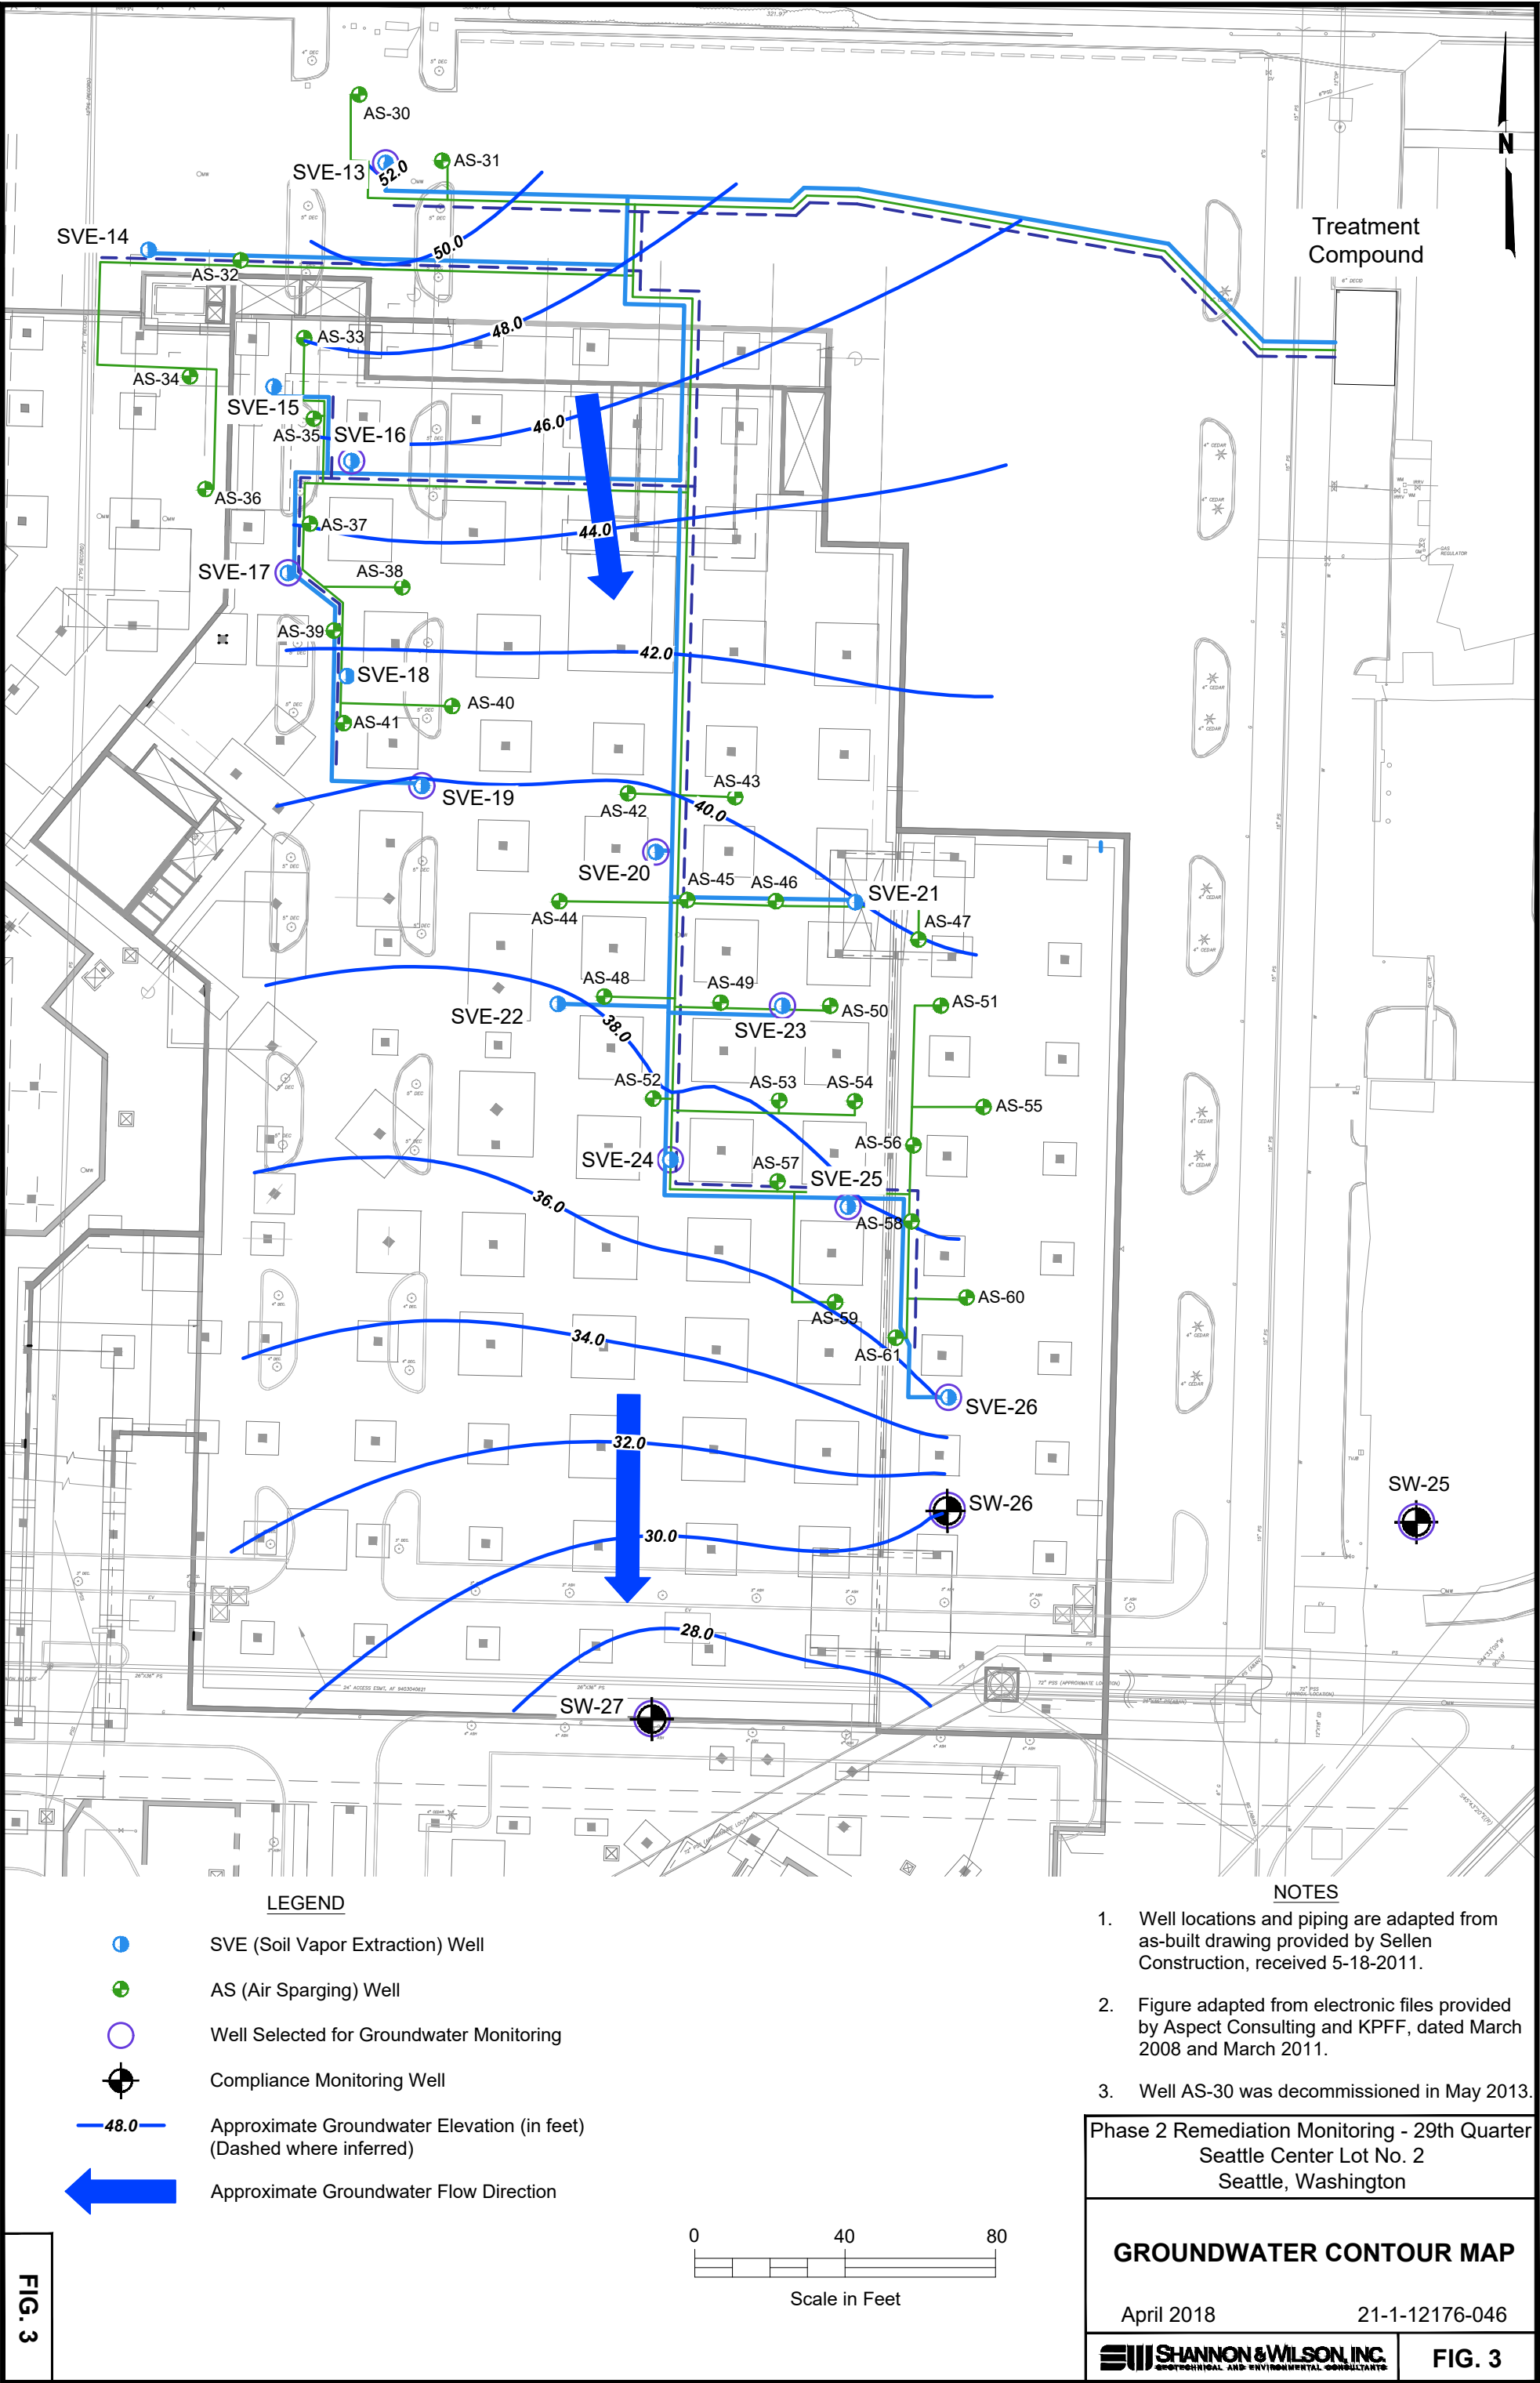 321.97
4" DEC
5" DEC
AS-30
SVE-13
52.0
AS-31
N
SVE-14
50.0
AS-32
Treatment
Compound
6" DECID
48.0
AS-33
AS-34
SVE-15
AS-35
SVE-16
46.0
AS-36
AS-37
44.0
GAS
REGULATOR
SVE-17
AS-38
AS-39
42.0
SVE-18
AS-40
AS-41
SVE-19
AS-42
AS-43
40.0
SVE-20
AS-44
AS-45
AS-46
SVE-21
AS-47
AS-48
AS-49
AS-50
AS-51
SVE-22
38.0
SVE-23
AS-52
AS-53
AS-54
AS-55
AS-56
SVE-24
AS-57
SVE-25
36.0
AS-58
AS-59
AS-60
34.0
AS-61
SVE-26
32.0
SW-26
SW-25
30.0
28.0
SW-27
LEGEND
SVE (Soil Vapor Extraction) Well
AS (Air Sparging) Well
Well Selected for Groundwater Monitoring
Compliance Monitoring Well
48.0
Approximate Groundwater Elevation (in feet)
(Dashed where inferred)
Approximate Groundwater Flow Direction
NOTES
1. Well locations and piping are adapted from
as-built drawing provided by Sellen
Construction, received 5-18-2011.
2. Figure adapted from electronic files provided
by Aspect Consulting and KPFF, dated March
2008 and March 2011.
3. Well AS-30 was decommissioned in May 2013.
0 40 80
Scale in Feet
Phase 2 Remediation Monitoring - 29th Quarter
Seattle Center Lot No. 2
Seattle, Washington
GROUNDWATER CONTOUR MAP
April 2018 21-1-12176-046
SHANNON & WILSON, INC.
GEOTECHNICAL AND ENVIRONMENTAL CONSULTANTS
FIG. 3
FIG. 3